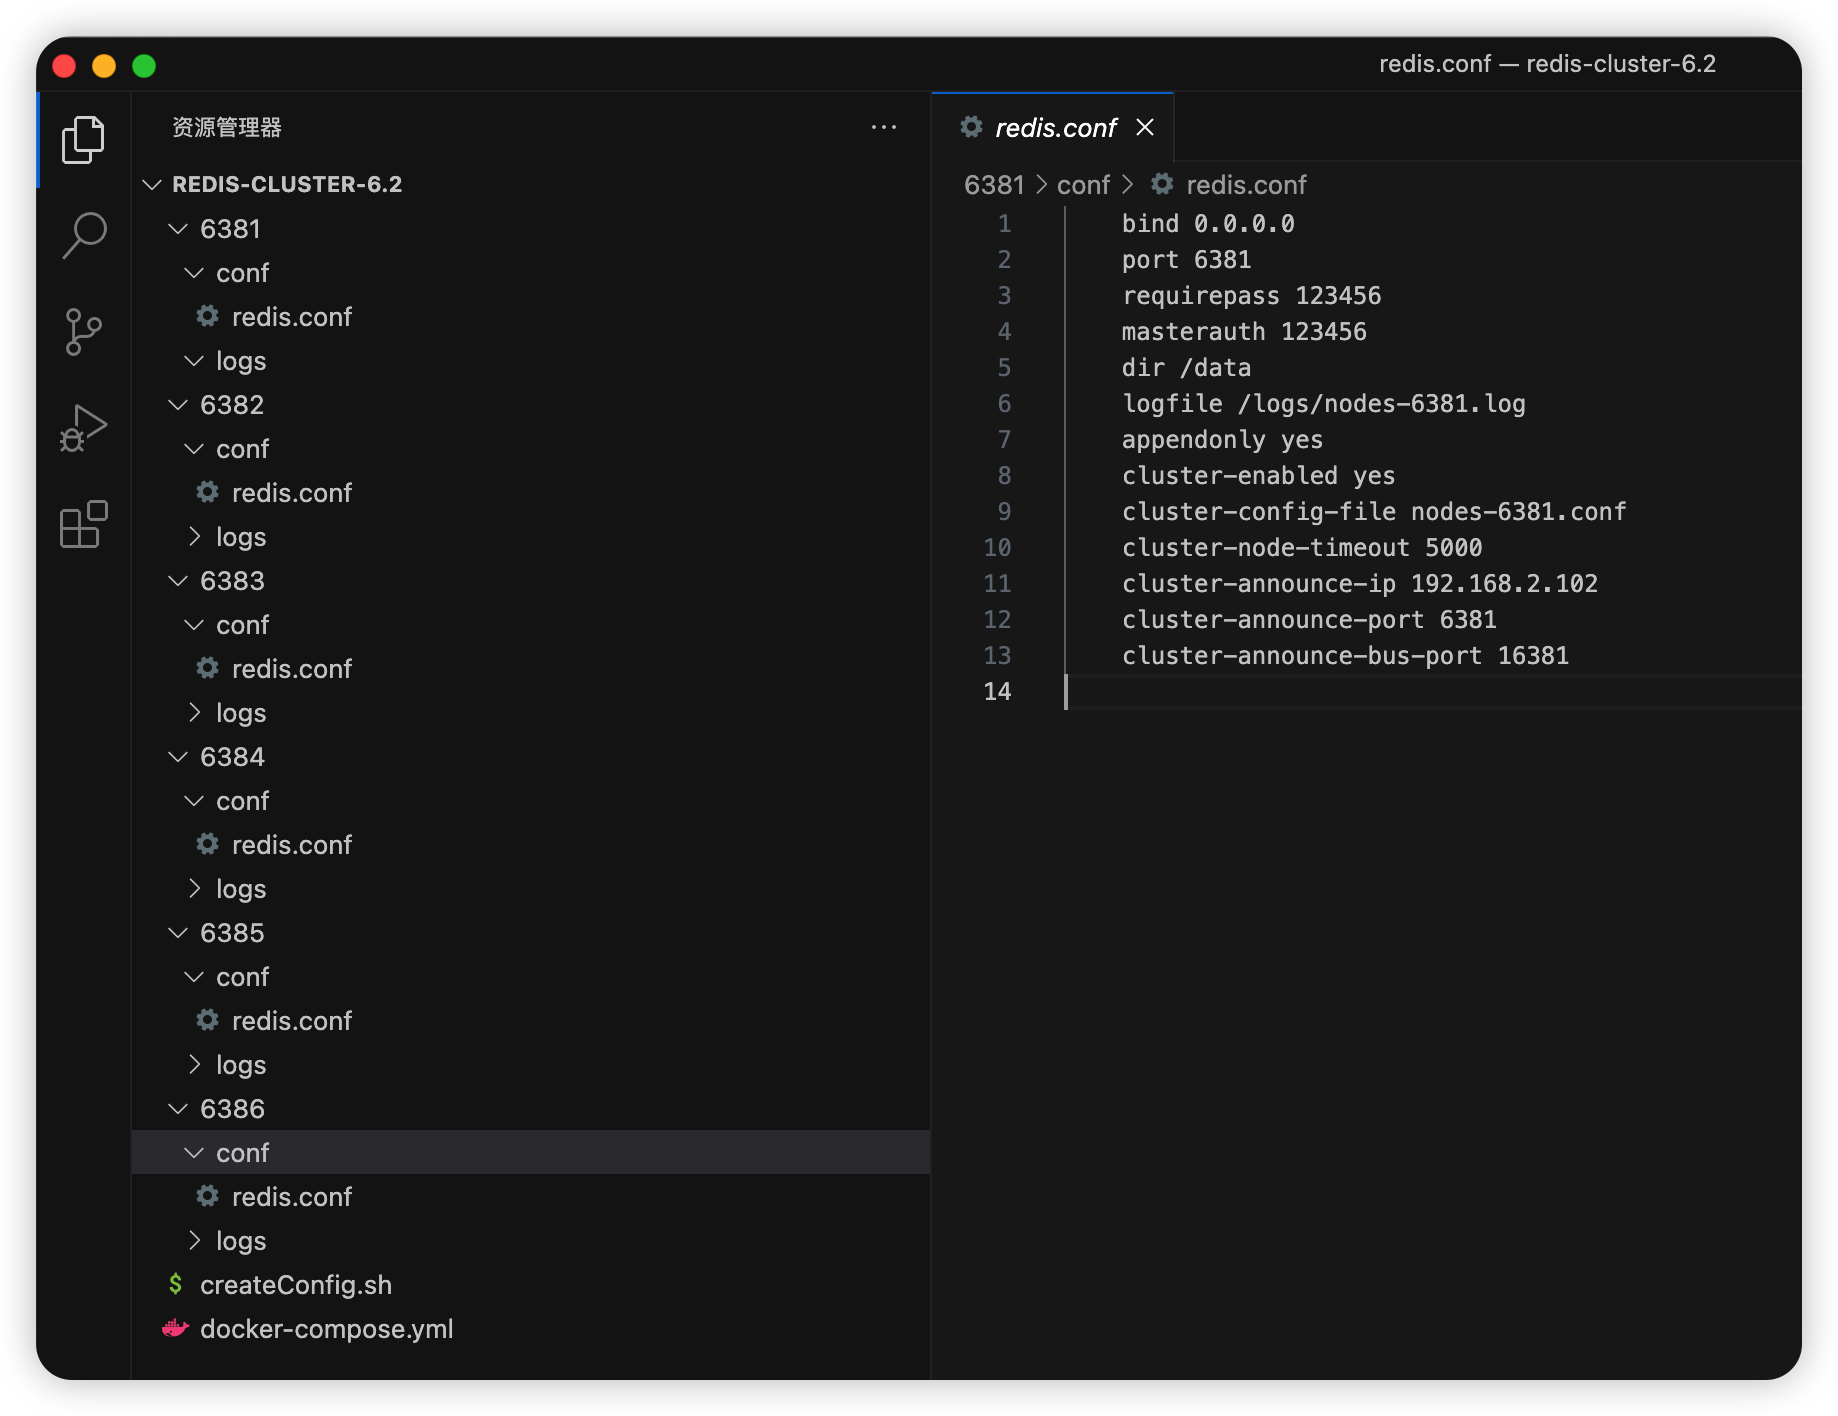 redis.conf — redis-cluster-6.2
资源管理器
REDIS-CLUSTER-6.2
6381
conf
redis.conf
logs
6382
conf
redis.conf
logs
6383
conf
redis.conf
logs
6384
conf
redis.conf
logs
6385
conf
redis.conf
logs
6386
conf
redis.conf
logs
createConfig.sh
docker-compose.yml
redis.conf
6381 > conf > redis.conf
1 bind 0.0.0.0
2 port 6381
3 requirepass 123456
4 masterauth 123456
5 dir /data
6 logfile /logs/nodes-6381.log
7 appendonly yes
8 cluster-enabled yes
9 cluster-config-file nodes-6381.conf
10 cluster-node-timeout 5000
11 cluster-announce-ip 192.168.2.102
12 cluster-announce-port 6381
13 cluster-announce-bus-port 16381
14